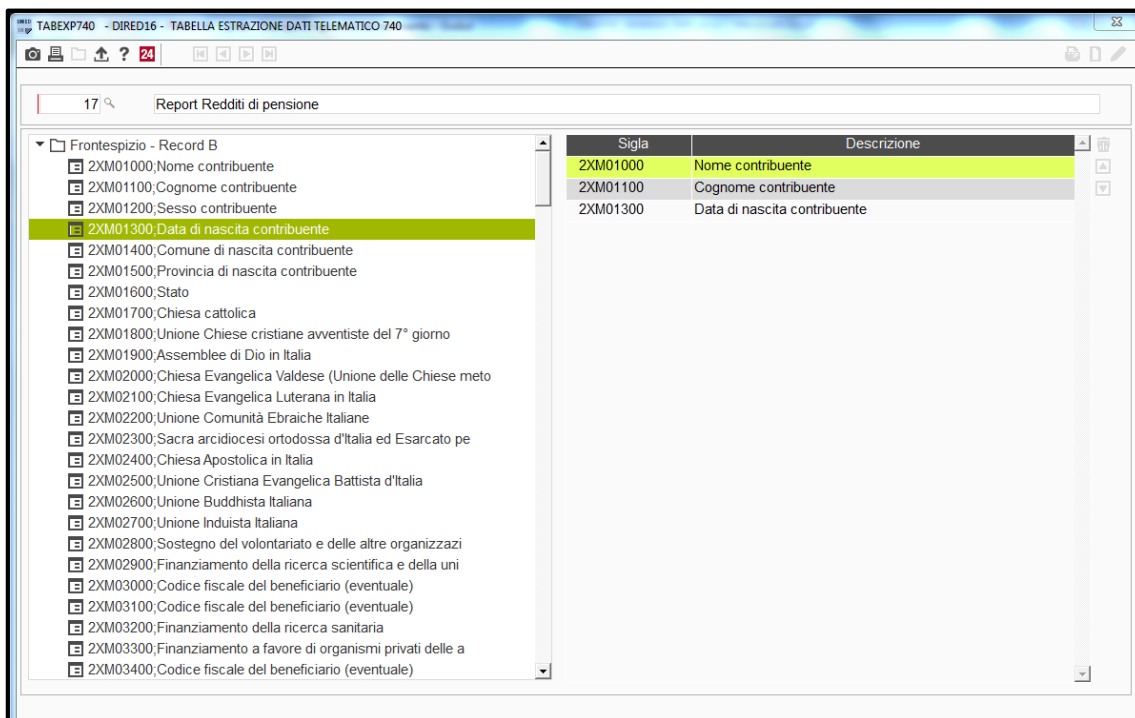 TABEXP740 - DIRED16 - TABELLA ESTRAZIONE DATI TELEMATICO 740
? 24
17 Report Redditi di pensione
Frontespizio - Record B
2XM01000;Nome contribuente
2XM01100;Cognome contribuente
2XM01200;Sesso contribuente
2XM01300;Data di nascita contribuente
2XM01400;Comune di nascita contribuente
2XM01500;Provincia di nascita contribuente
2XM01600;Stato
2XM01700;Chiesa cattolica
2XM01800;Unione Chiese cristiane avventiste del 7° giorno
2XM01900;Assemblee di Dio in Italia
2XM02000;Chiesa Evangelica Valdese (Unione delle Chiese meto
2XM02100;Chiesa Evangelica Luterana in Italia
2XM02200;Unione Comunità Ebraiche Italiane
2XM02300;Sacra arcidiocesi ortodossa d'Italia ed Esarcato pe
2XM02400;Chiesa Apostolica in Italia
2XM02500;Unione Cristiana Evangelica Battista d'Italia
2XM02600;Unione Buddhista Italiana
2XM02700;Unione Induista Italiana
2XM02800;Sostegno del volontariato e delle altre organizzazi
2XM02900;Finanziamento della ricerca scientifica e della uni
2XM03000;Codice fiscale del beneficiario (eventuale)
2XM03100;Codice fiscale del beneficiario (eventuale)
2XM03200;Finanziamento della ricerca sanitaria
2XM03300;Finanziamento a favore di organismi privati delle a
2XM03400;Codice fiscale del beneficiario (eventuale)
Sigla Descrizione
2XM01000 Nome contribuente
2XM01100 Cognome contribuente
2XM01300 Data di nascita contribuente